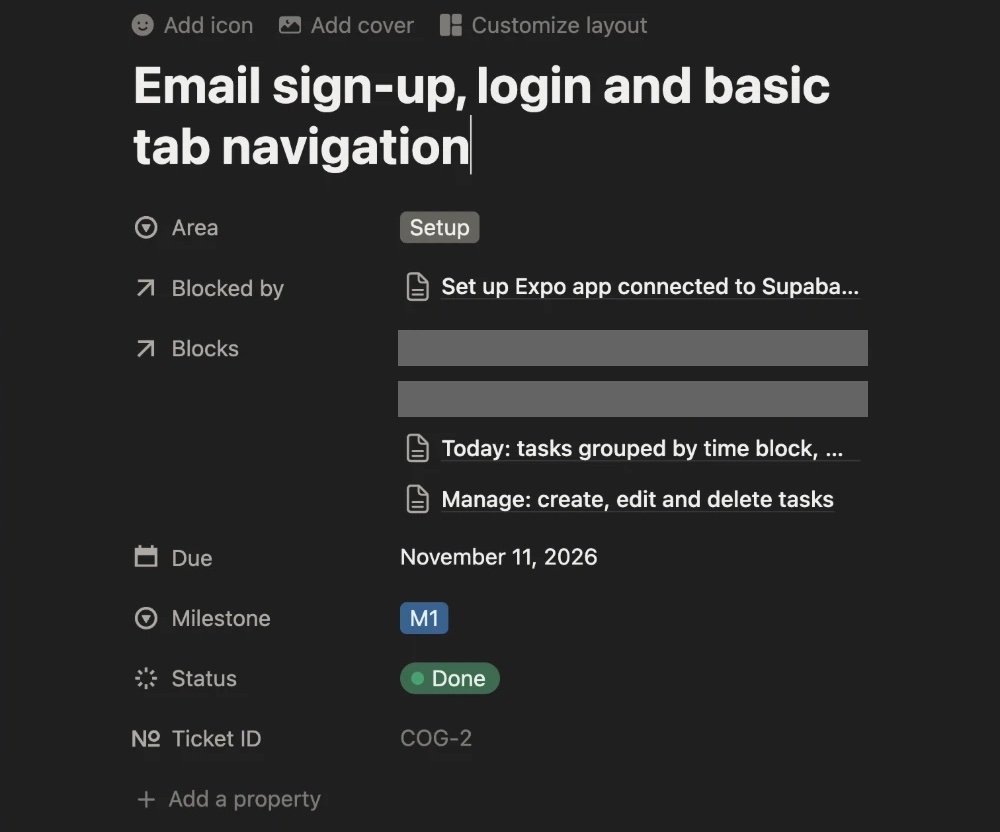 Add icon Add cover Customize layout
Email sign-up, login and basic
tab navigation
Area Setup
Blocked by Set up Expo app connected to Supaba...
Blocks
Today: tasks grouped by time block, ...
Manage: create, edit and delete tasks
Due November 11, 2026
Milestone M1
Status Done
Nº Ticket ID COG-2
+ Add a property